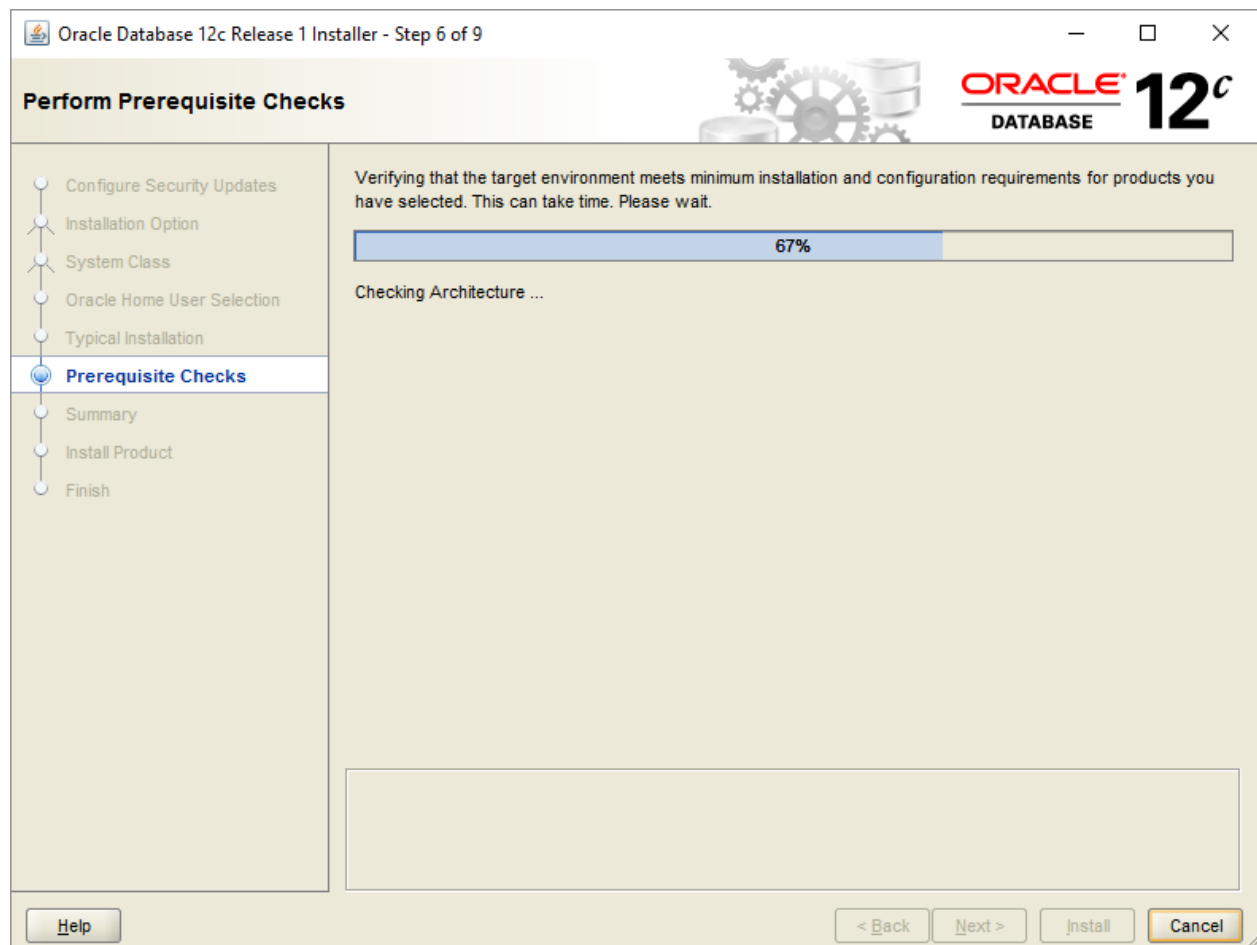 Oracle Database 12c Release 1 Installer - Step 6 of 9
Perform Prerequisite Checks
ORACLE
DATABASE
12c
Configure Security Updates
Installation Option
System Class
Oracle Home User Selection
Typical Installation
Prerequisite Checks
Summary
Install Product
Finish
Verifying that the target environment meets minimum installation and configuration requirements for products you
have selected. This can take time. Please wait.
67%
Checking Architecture ...
Help
< Back
Next >
Install
Cancel